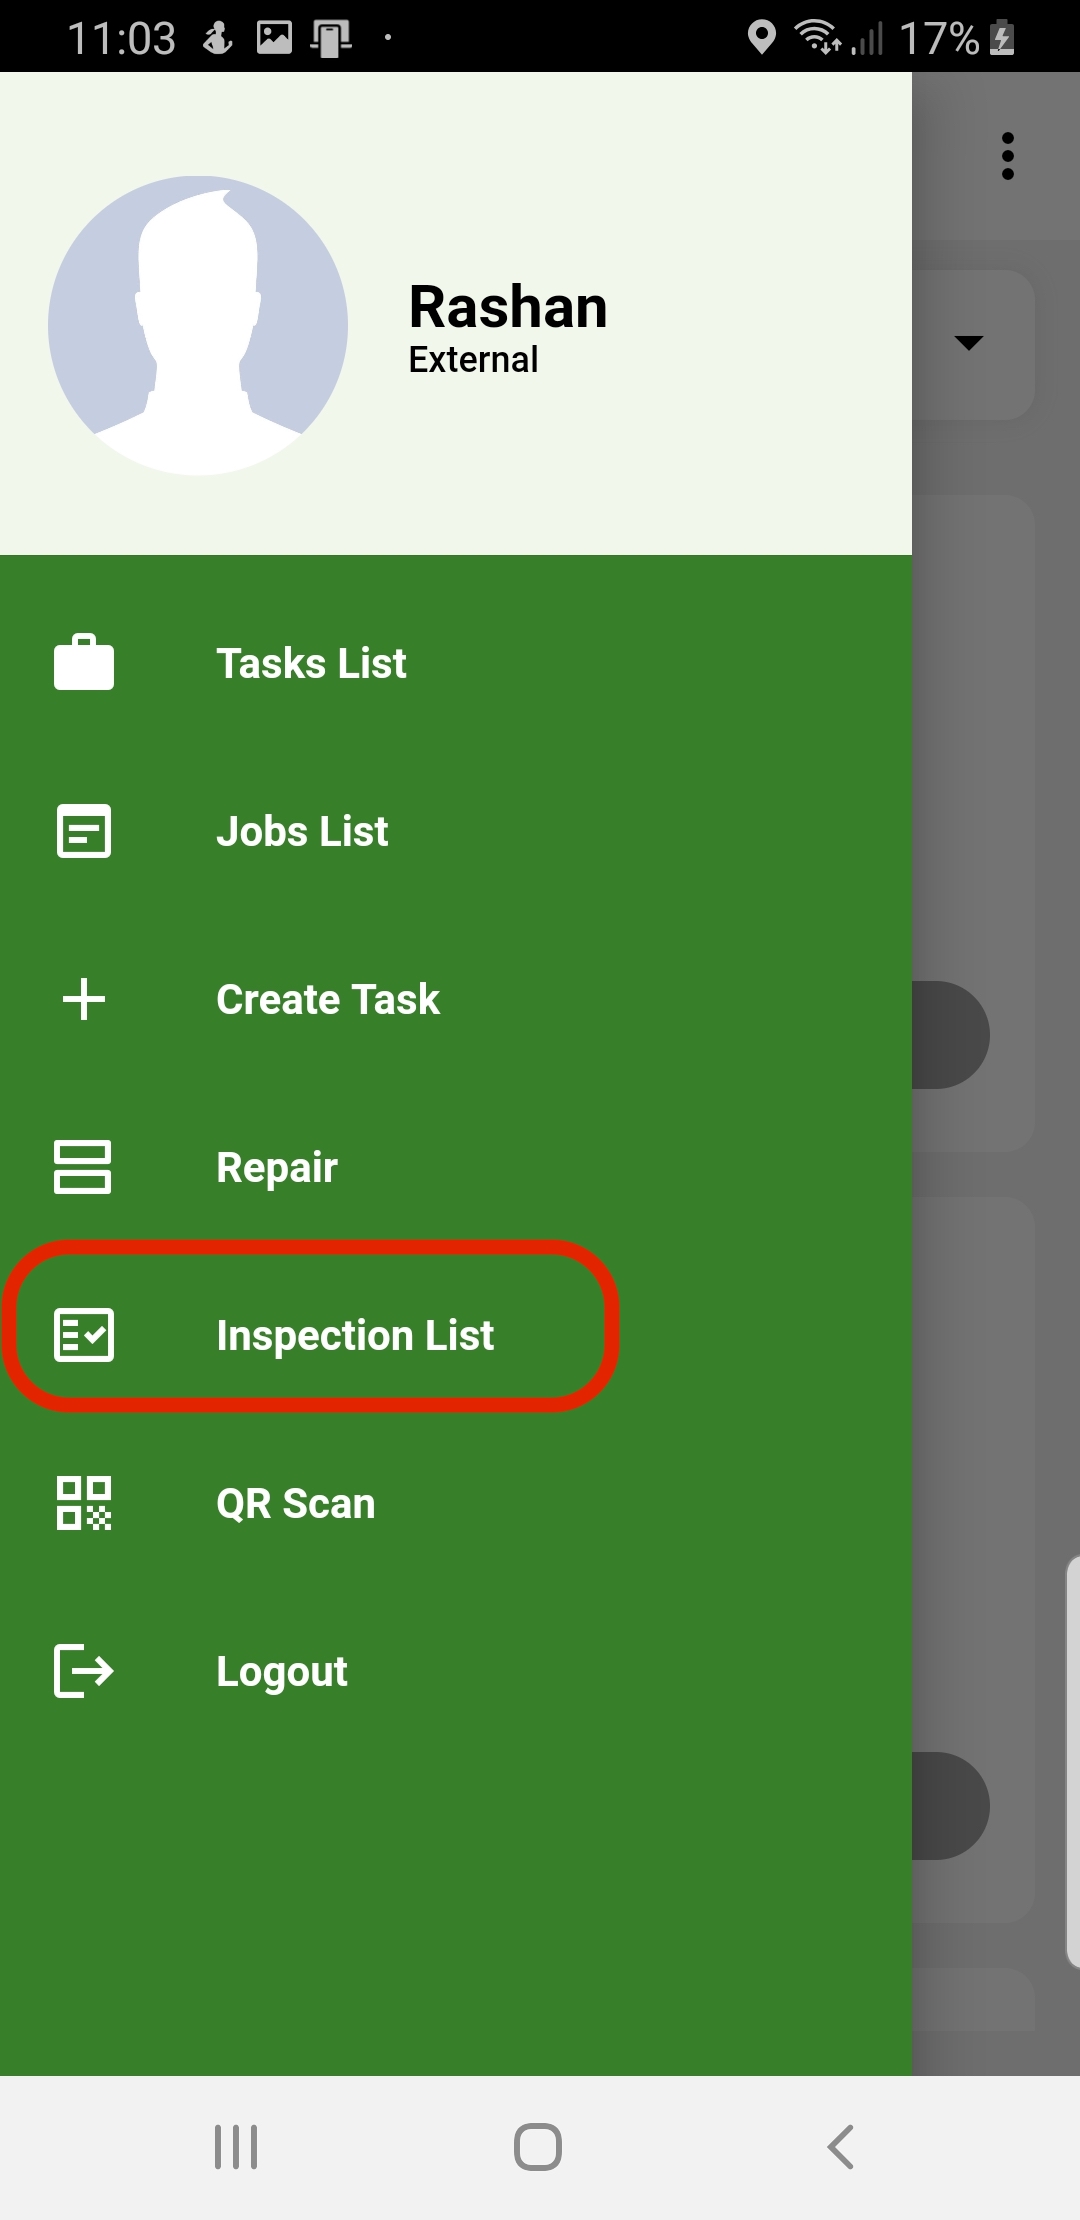 11:03
17%
Rashan
External
Tasks List
Jobs List
Create Task
Repair
Inspection List
QR Scan
Logout